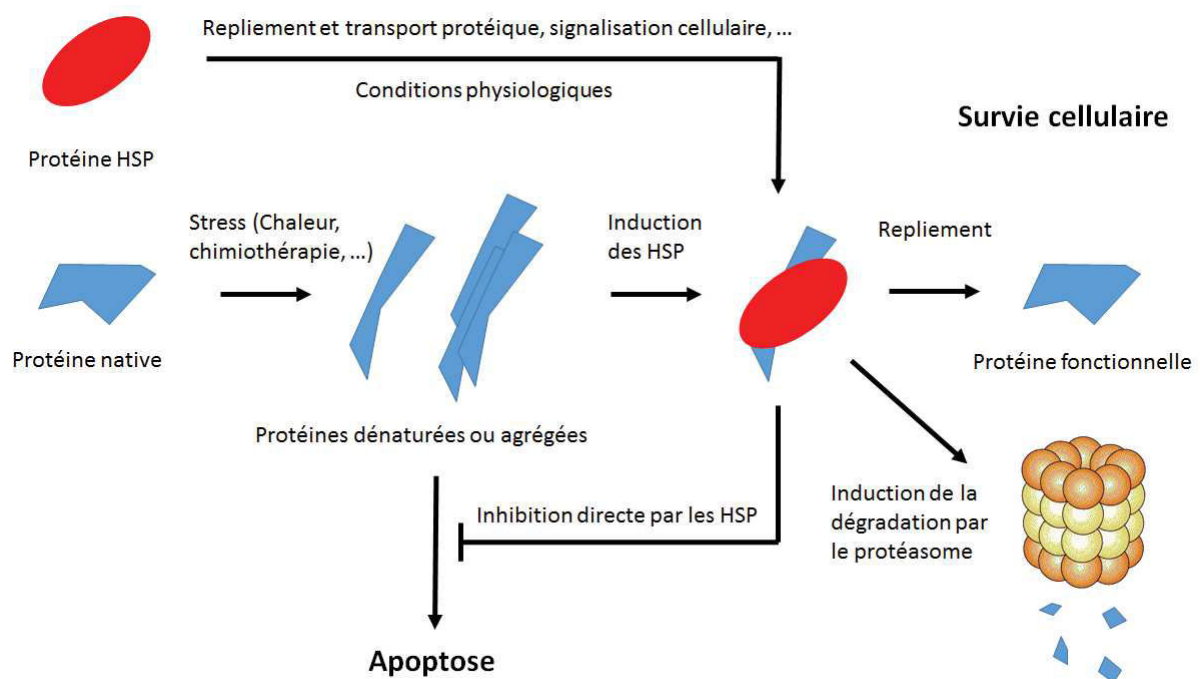 Repliement et transport protéique, signalisation cellulaire, ...
Conditions physiologiques
Survie cellulaire
Protéine HSP
Stress (Chaleur,
chimiothérapie, ...)
Induction
des HSP
Repliement
Protéine native
Protéine fonctionnelle
Protéines dénaturées ou agrégées
Inhibition directe par les HSP
Induction de la
dégradation par
le protéasome
Apoptose